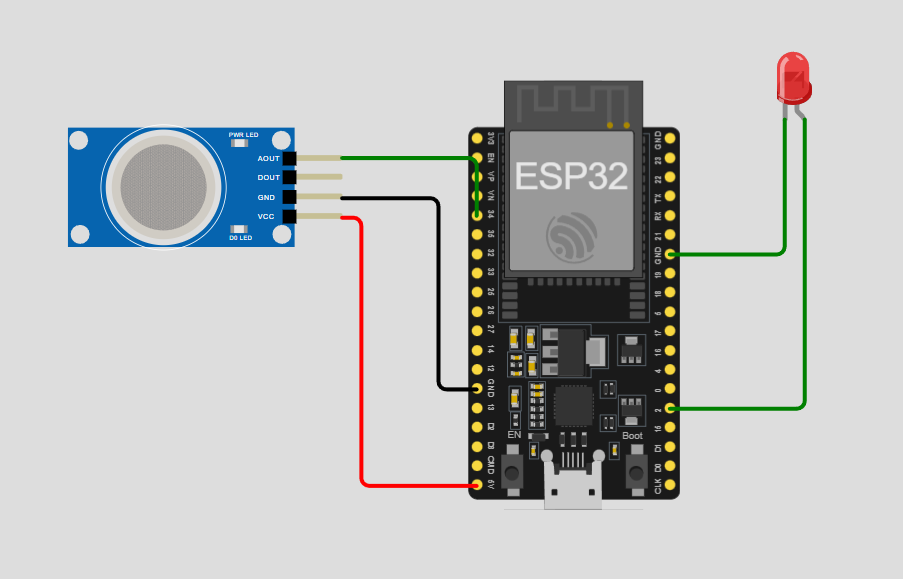 PWR LED
AOUT
DOUT
GND
VCC
D0 LED
ESP32
3V3
EN
VP
VN
34
35
32
33
25
26
27
14
12
GND
13
D2
D3
CMD
5V
GND
23
22
TX
RX
21
GND
19
18
5
17
16
4
0
2
15
D1
D0
CLK
EN
Boot